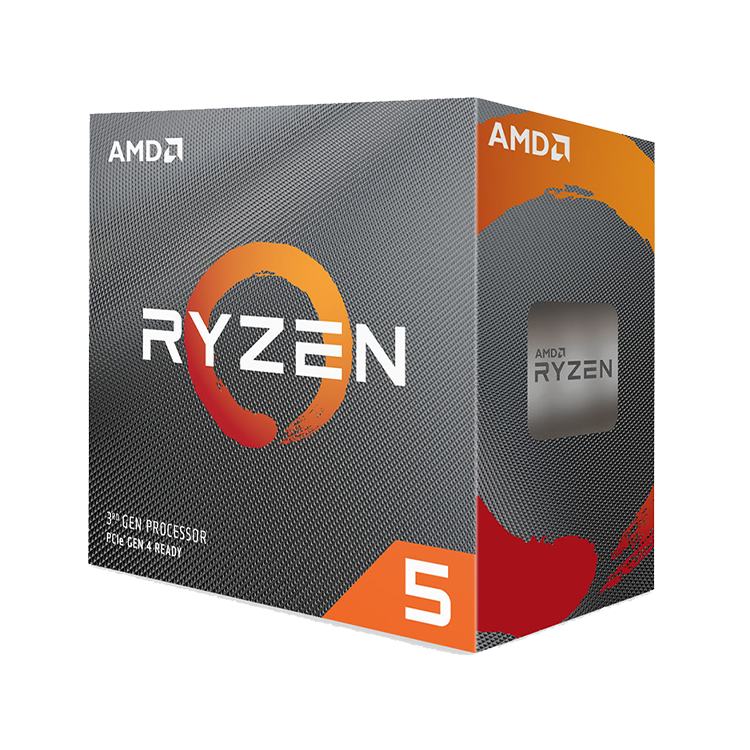 AMD
RYZEN
3RD GEN PROCESSOR
PCIe GEN 4 READY
5
AMD
AMD
RYZEN